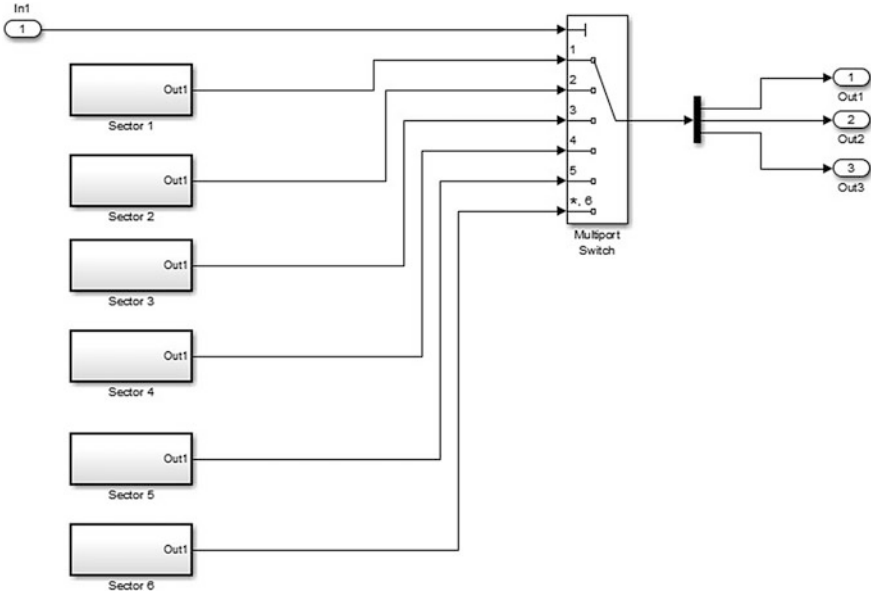 In1
1
Out1
Sector 1
Out1
Sector 2
Out1
Sector 3
Out1
Sector 4
Out1
Sector 5
Out1
Sector 6
1
2
3
4
5
*, 6
Multiport
Switch
1
Out1
2
Out2
3
Out3